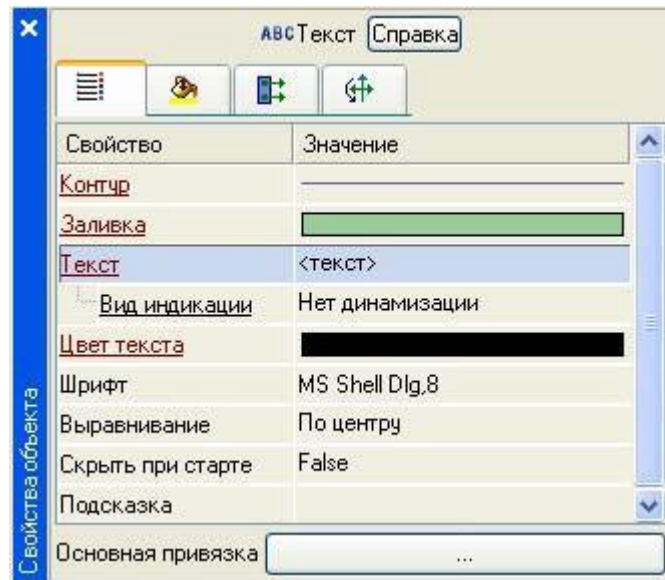 ABC Текст Справка
Свойство Значение
Контур
Заливка
Текст <текст>
Вид индикации Нет динамизации
Цвет текста
Шрифт MS Shell Dlg,8
Выравнивание По центру
Скрыть при старте False
Подсказка
Основная привязка ...
Свойства объекта